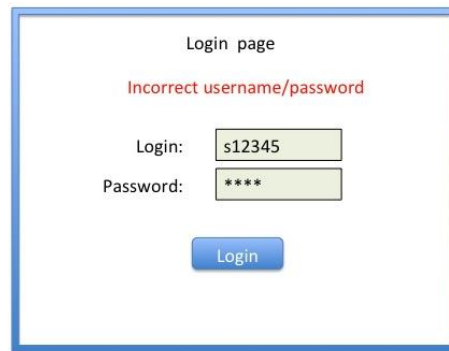 Login page
Incorrect username/password
Login: s12345
Password: ****
Login